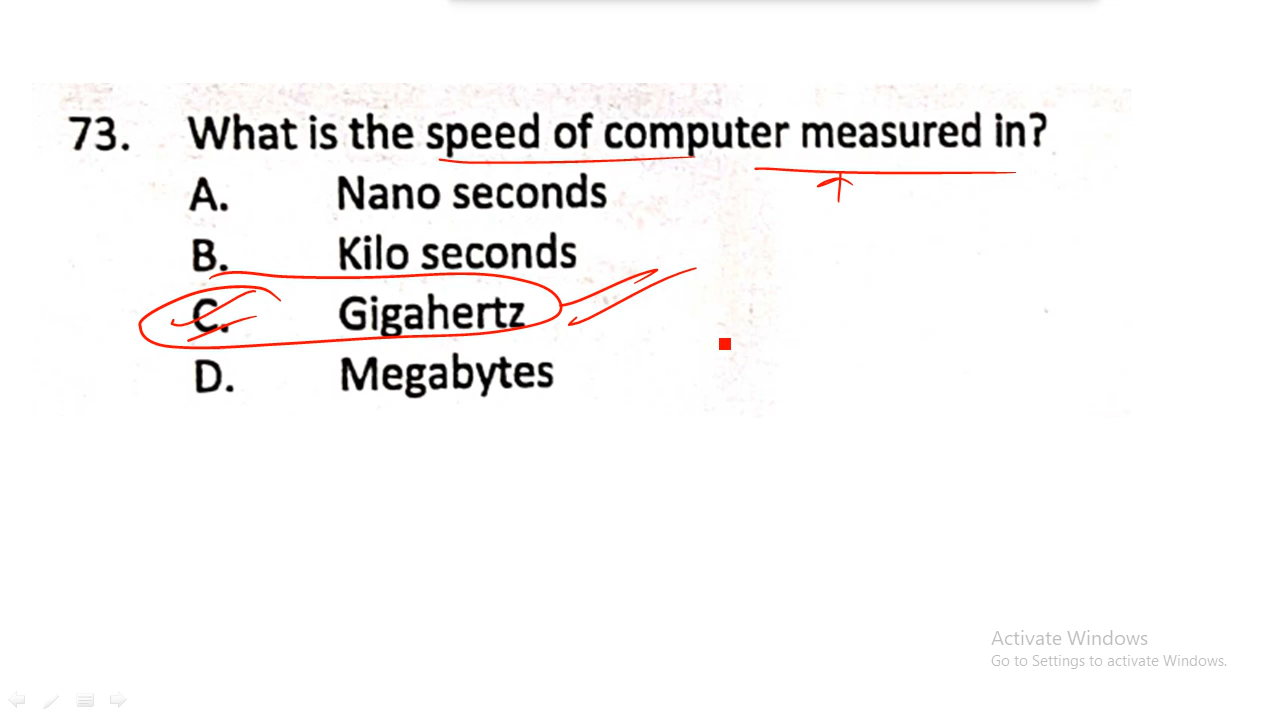 73. What is the speed of computer measured in?
A. Nano seconds
B. Kilo seconds
C. Gigahertz
D. Megabytes
Activate Windows
Go to Settings to activate Windows.